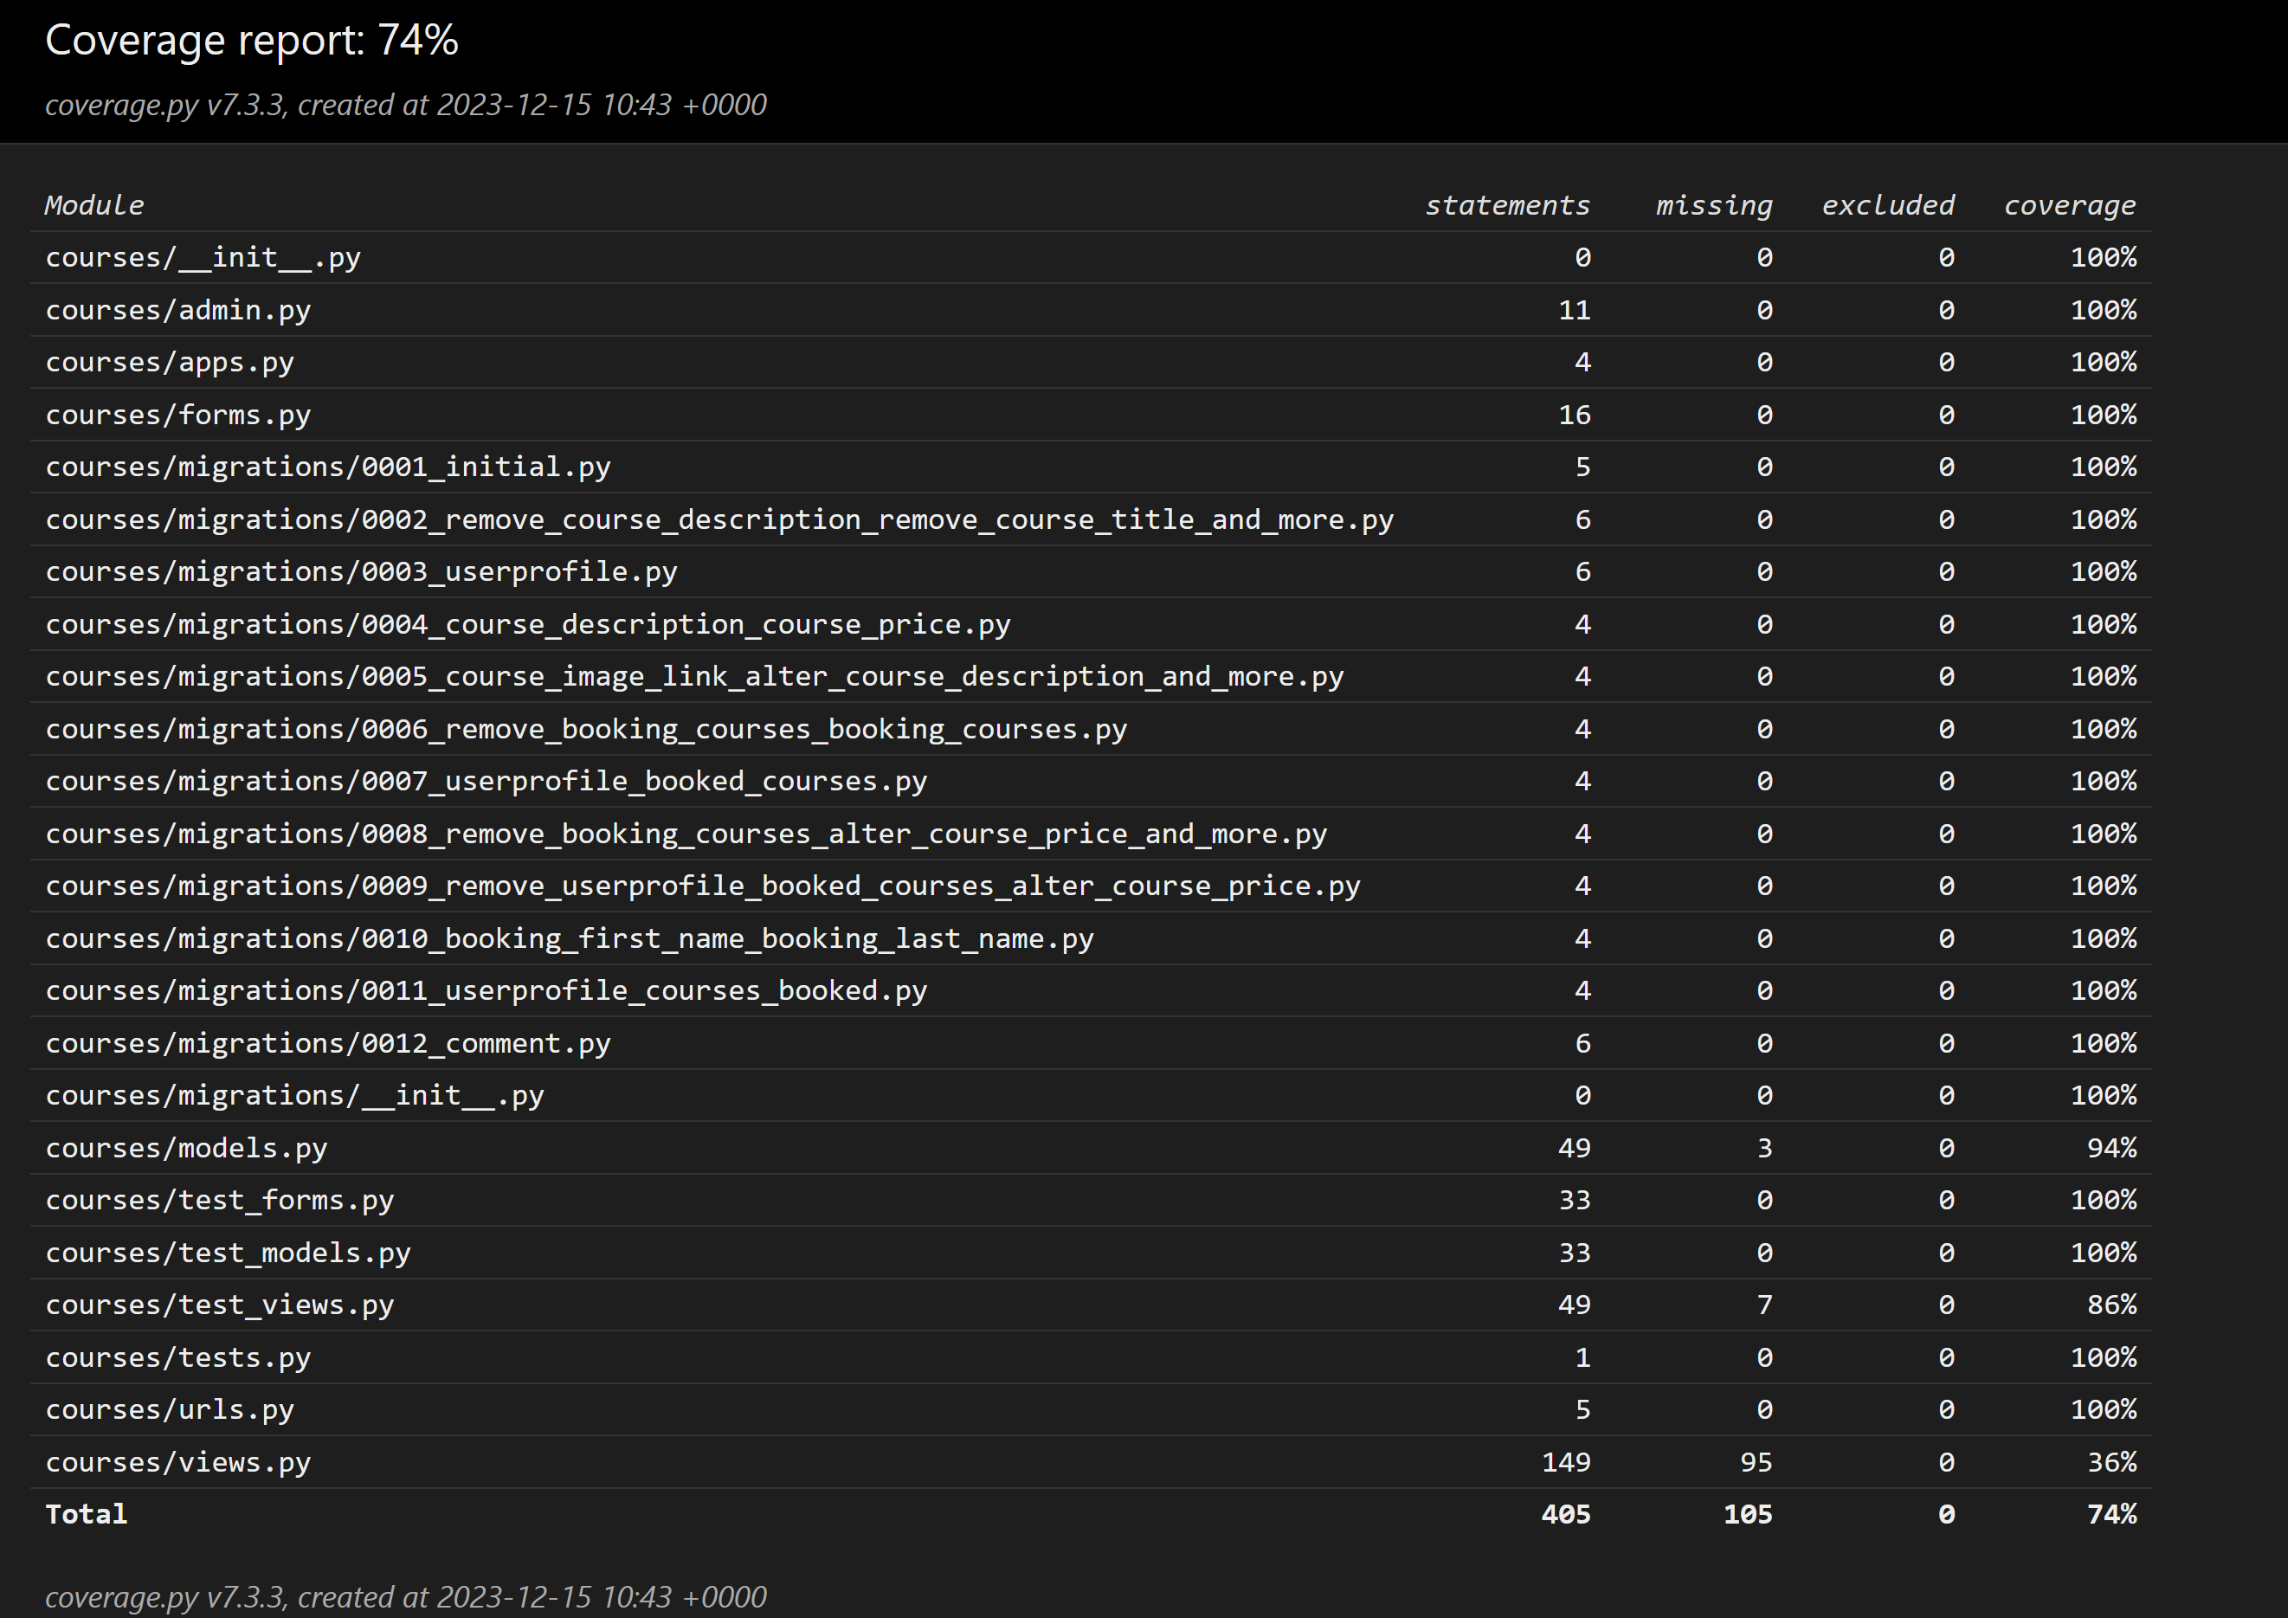 Coverage report: 74%
coverage.py v7.3.3, created at 2023-12-15 10:43 +0000
Module statements missing excluded coverage
courses/__init__.py 0 0 0 100%
courses/admin.py 11 0 0 100%
courses/apps.py 4 0 0 100%
courses/forms.py 16 0 0 100%
courses/migrations/0001_initial.py 5 0 0 100%
courses/migrations/0002_remove_course_description_remove_course_title_and_more.py 6 0 0 100%
courses/migrations/0003_userprofile.py 6 0 0 100%
courses/migrations/0004_course_description_course_price.py 4 0 0 100%
courses/migrations/0005_course_image_link_alter_course_description_and_more.py 4 0 0 100%
courses/migrations/0006_remove_booking_courses_booking_courses.py 4 0 0 100%
courses/migrations/0007_userprofile_booked_courses.py 4 0 0 100%
courses/migrations/0008_remove_booking_courses_alter_course_price_and_more.py 4 0 0 100%
courses/migrations/0009_remove_userprofile_booked_courses_alter_course_price.py 4 0 0 100%
courses/migrations/0010_booking_first_name_booking_last_name.py 4 0 0 100%
courses/migrations/0011_userprofile_courses_booked.py 4 0 0 100%
courses/migrations/0012_comment.py 6 0 0 100%
courses/migrations/__init__.py 0 0 0 100%
courses/models.py 49 3 0 94%
courses/test_forms.py 33 0 0 100%
courses/test_models.py 33 0 0 100%
courses/test_views.py 49 7 0 86%
courses/tests.py 1 0 0 100%
courses/urls.py 5 0 0 100%
courses/views.py 149 95 0 36%
Total 405 105 0 74%
coverage.py v7.3.3, created at 2023-12-15 10:43 +0000